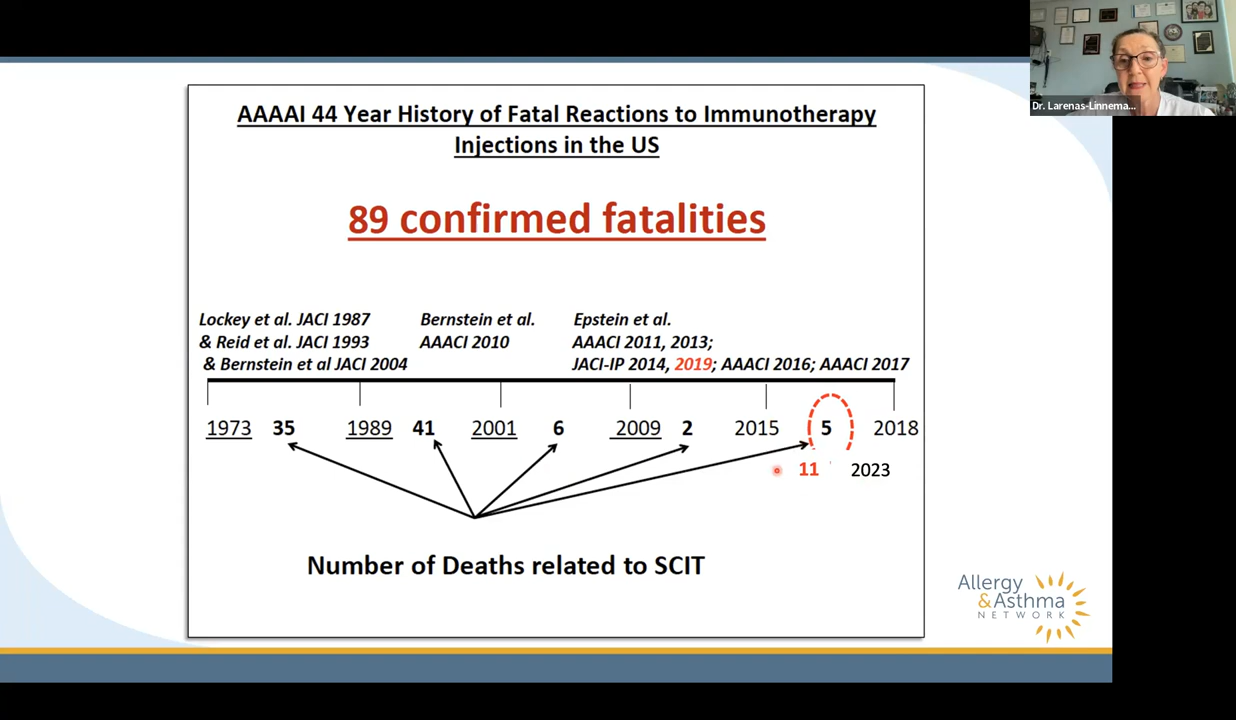 Dr. Larenas-Linnema...
AAAAI 44 Year History of Fatal Reactions to Immunotherapy
Injections in the US
89 confirmed fatalities
Lockey et al. JACI 1987
& Reid et al. JACI 1993
& Bernstein et al JACI 2004
Bernstein et al.
AAACI 2010
Epstein et al.
AAACI 2011, 2013;
JACI-IP 2014, 2019; AAACI 2016; AAACI 2017
1973 35 1989 41 2001 6 2009 2 2015 5 2018
11 2023
Number of Deaths related to SCIT
Allergy
&Asthma
NETWORK